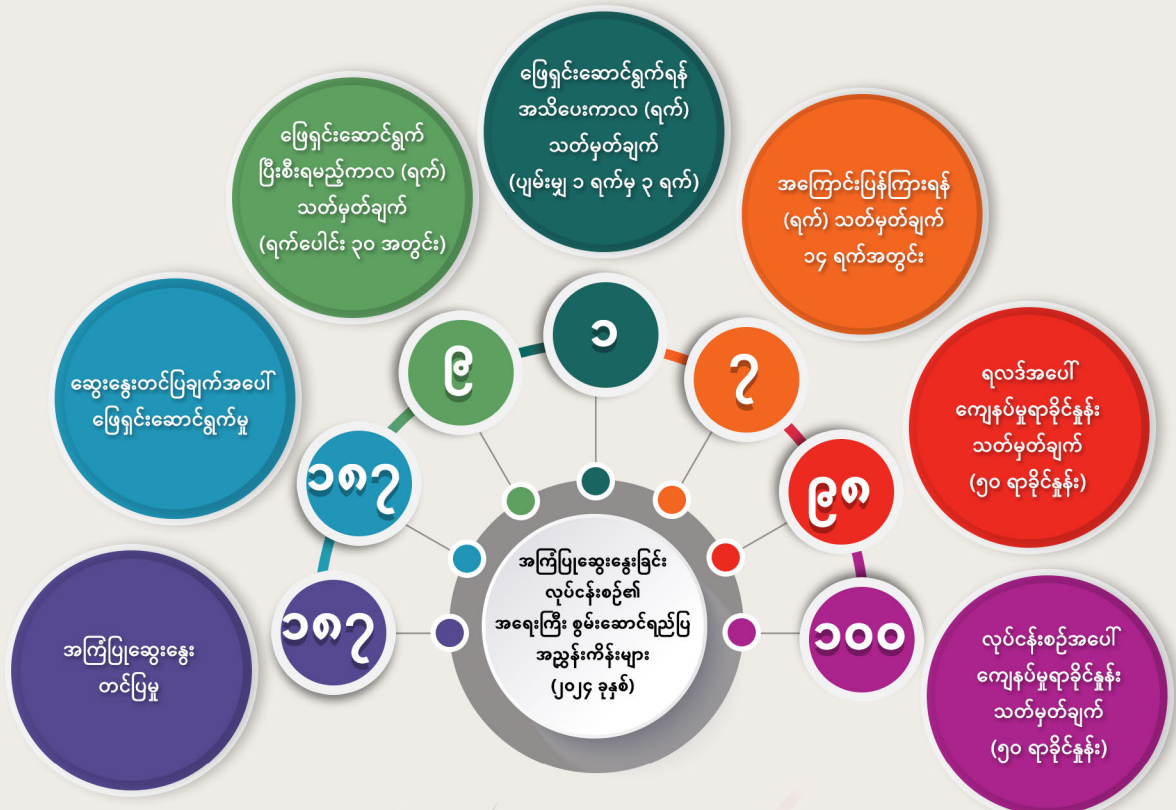 ဖြေရှင်းဆောင်ရွက်ရန်
အသိပေးကာလ (ရက်)
သတ်မှတ်ချက်
(ပျမ်းမျှ ၁ ရက်မှ ၃ ရက်)
ဖြေရှင်းဆောင်ရွက်
ပြီးစီးရမည့်ကာလ (ရက်)
သတ်မှတ်ချက်
(ရက်ပေါင်း ၃၀ အတွင်း)
အကြောင်းပြန်ကြားရန်
(ရက်) သတ်မှတ်ချက်
၁၄ ရက်အတွင်း
ဆွေးနွေးတင်ပြချက်အပေါ်
ဖြေရှင်းဆောင်ရွက်မှု
ရလဒ်အပေါ်
ကျေနပ်မှုရာခိုင်နှုန်း
သတ်မှတ်ချက်
(၅၀ ရာခိုင်နှုန်း)
အကြံပြုဆွေးနွေး
တင်ပြမှု
လုပ်ငန်းစဉ်အပေါ်
ကျေနပ်မှုရာခိုင်နှုန်း
သတ်မှတ်ချက်
(၅၀ ရာခိုင်နှုန်း)
၁၈၇
၁၈၇
၉
၁
၇
၉၈
၁၀၀
အကြံပြုဆွေးနွေးခြင်း
လုပ်ငန်းစဉ်၏
အရေးကြီး စွမ်းဆောင်ရည်ပြ
အညွှန်းကိန်းများ
(၂၀၂၄ ခုနှစ်)